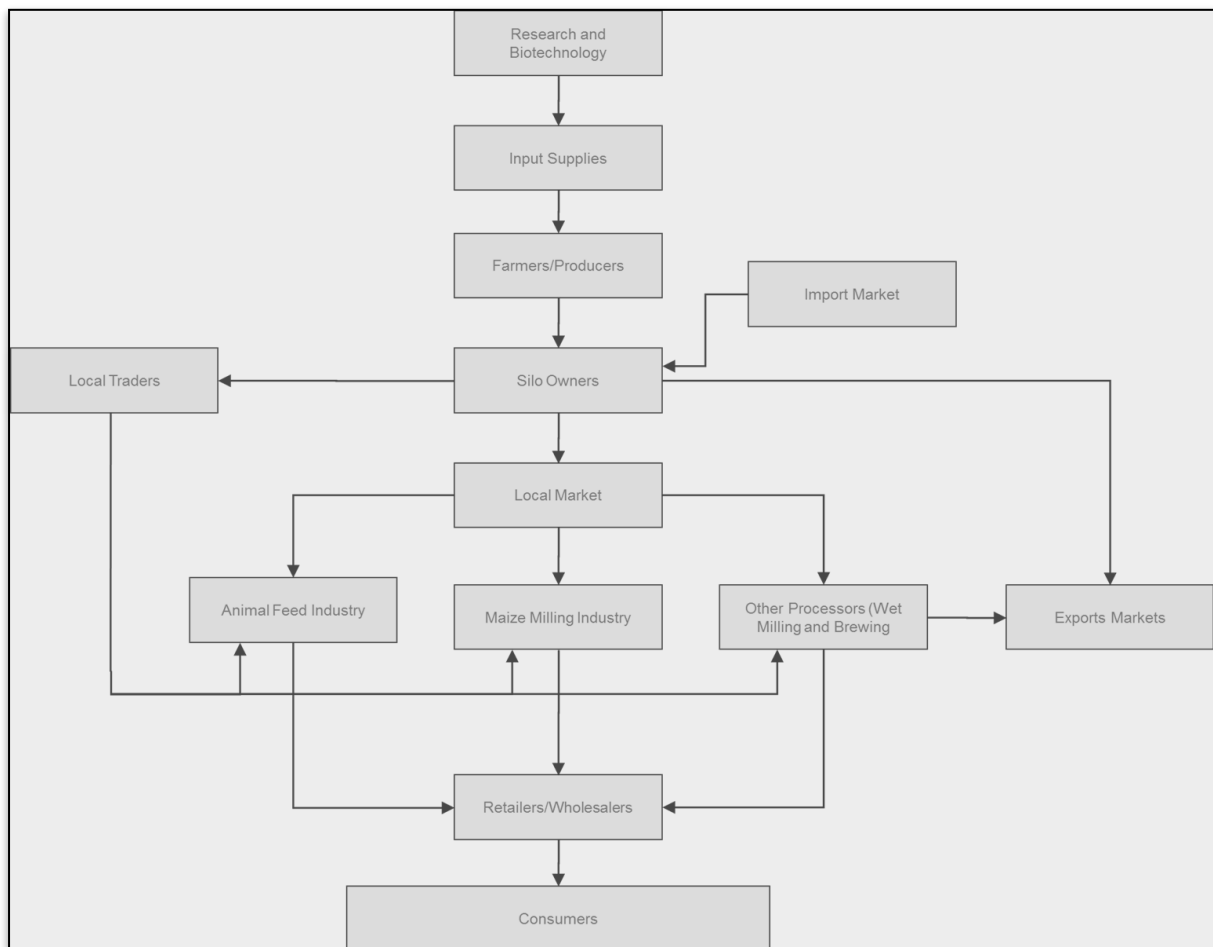 Research and
Biotechnology
Input Supplies
Farmers/Producers
Import Market
Local Traders
Silo Owners
Local Market
Animal Feed Industry
Maize Milling Industry
Other Processors (Wet
Milling and Brewing
Exports Markets
Retailers/Wholesalers
Consumers